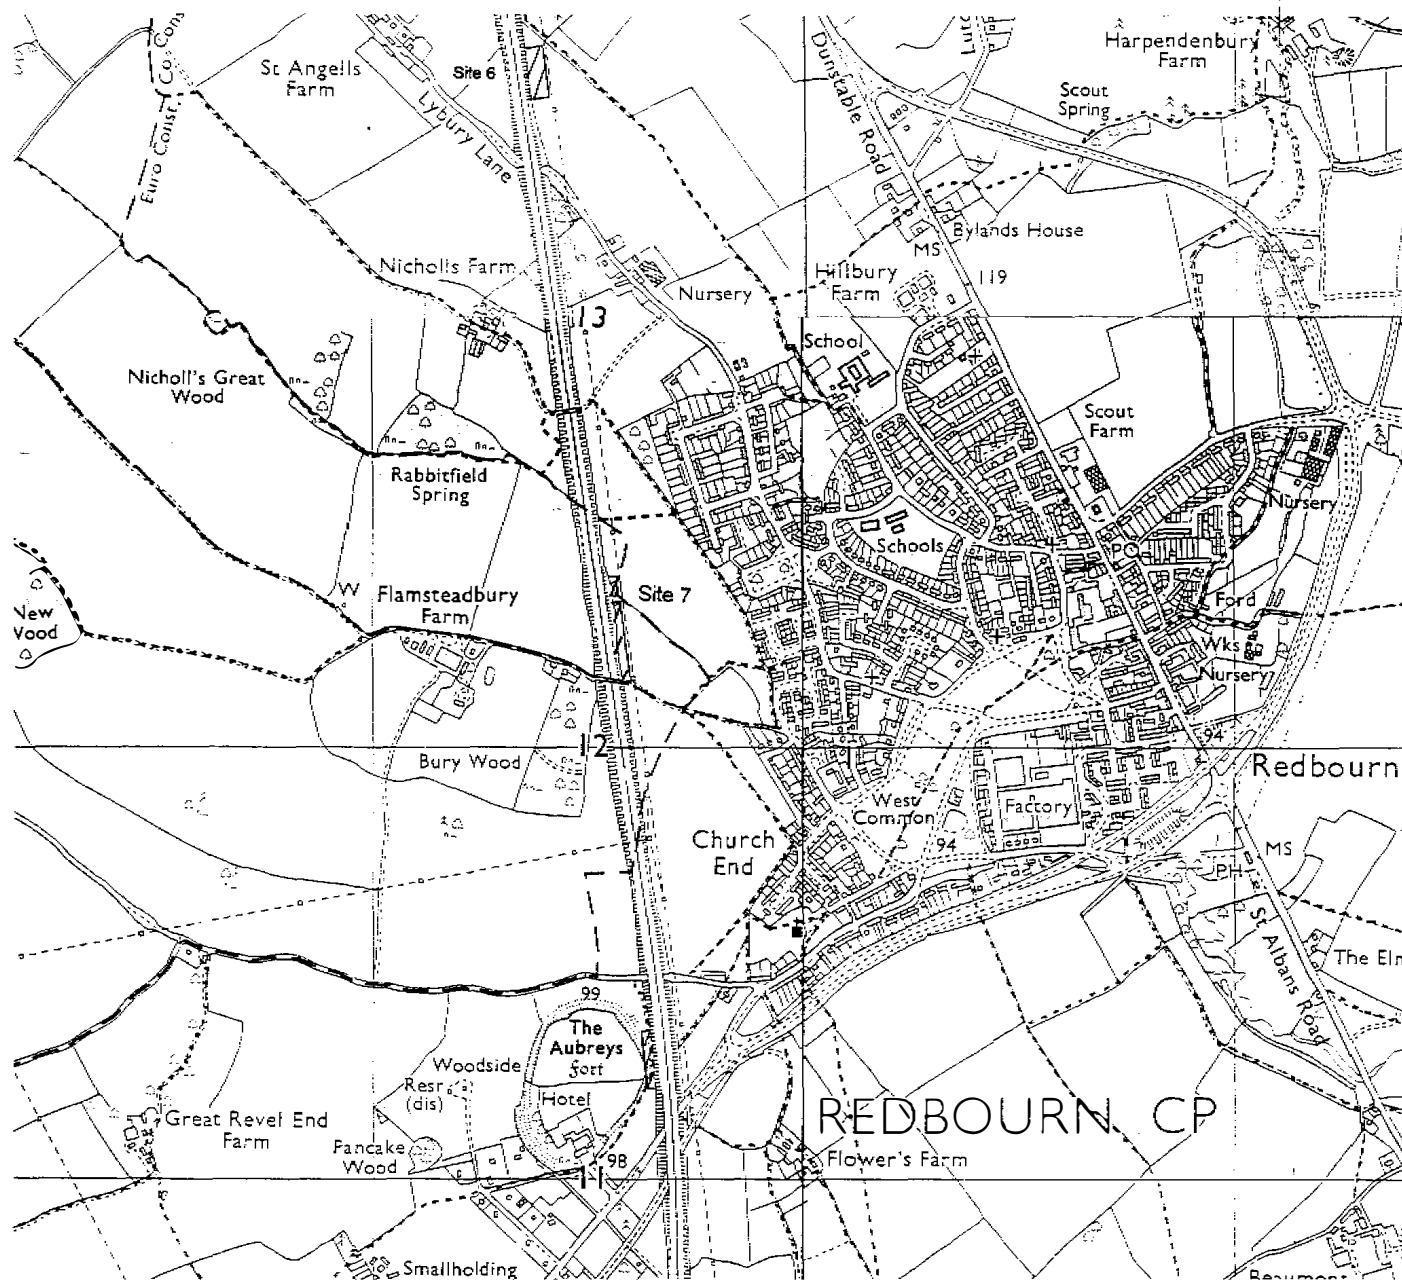 Co Const
Euro Const.
St Angells
Farm
Site 6
Lybury Lane
Dunstable Road
Harpendenbury
Farm
Scout
Spring
Bylands House
MS
119
Nicholls Farm
Nursery
Hillbury
Farm
13
School
Nicholl's Great
Wood
Scout
Farm
Rabbitfield
Spring
Nursery
Schools
PO
W
Flamsteadbury
Farm
Site 7
New
Wood
Ford
Wks
Nursery
94
12
Bury Wood
Redbourn
West
Common
Factory
Church
End
94
MS
PH
St Albans Road
The Elm
99
The
Aubreys
fort
Woodside
Resr
(dis)
Hotel
Great Revel End
Farm
REDBOURN CP
Pancake
Wood
98
Flower's Farm
11
Smallholding
Beaumon